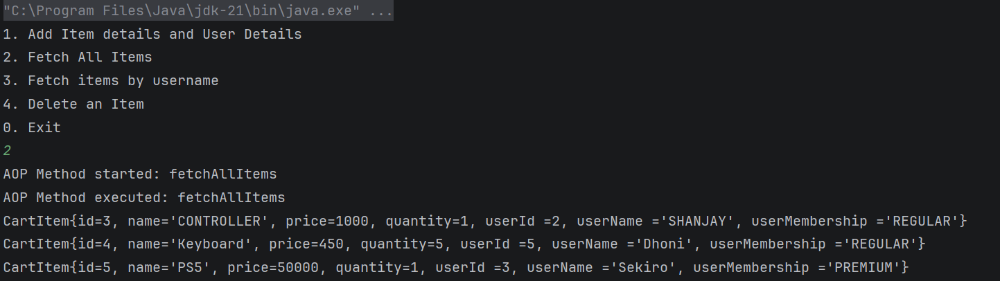 "C:\Program Files\Java\jdk-21\bin\java.exe" ...
1. Add Item details and User Details
2. Fetch All Items
3. Fetch items by username
4. Delete an Item
0. Exit
2
AOP Method started: fetchAllItems
AOP Method executed: fetchAllItems
CartItem{id=3, name='CONTROLLER', price=1000, quantity=1, userId =2, userName ='SHANJAY', userMembership ='REGULAR'}
CartItem{id=4, name='Keyboard', price=450, quantity=5, userId =5, userName ='Dhoni', userMembership ='REGULAR'}
CartItem{id=5, name='PS5', price=50000, quantity=1, userId =3, userName ='Sekiro', userMembership ='PREMIUM'}